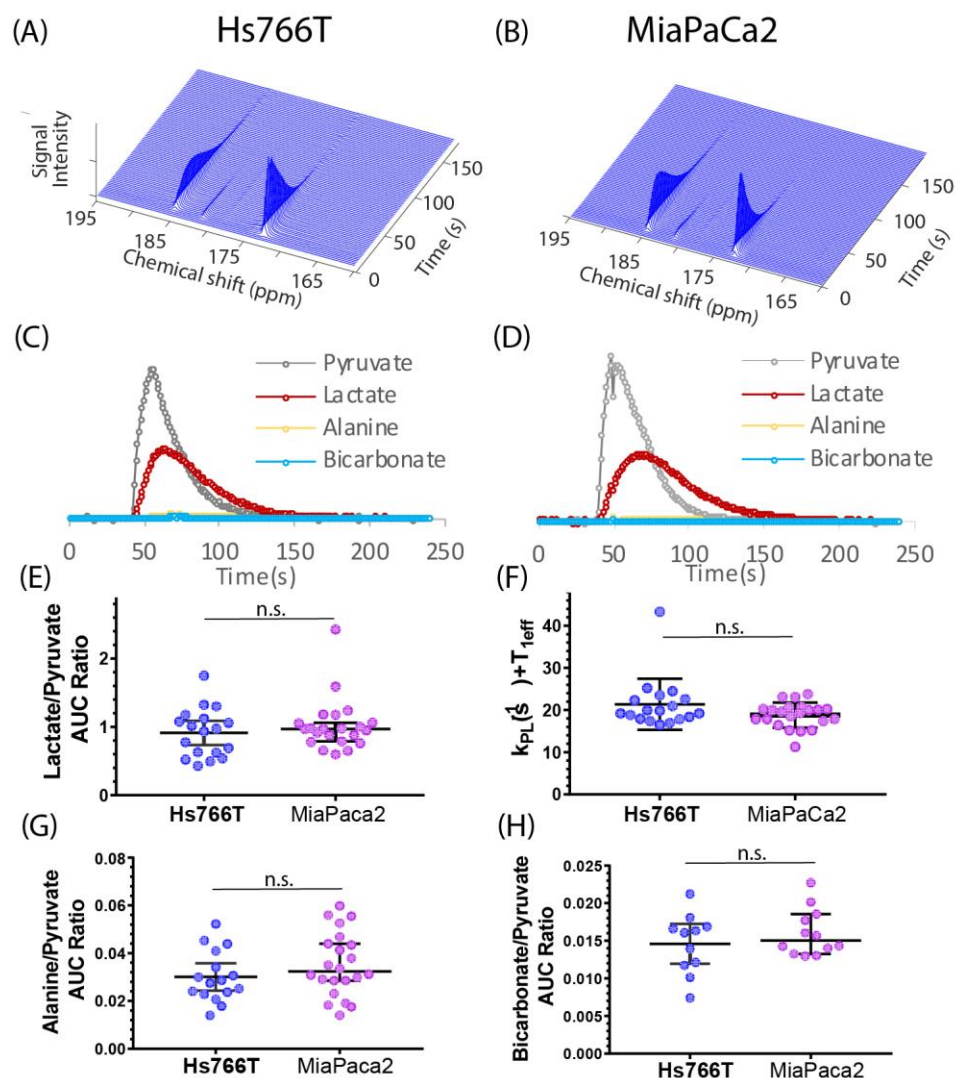 (A)
Hs766T
(B)
MiaPaCa2
Signal
Intensity
195
185
175
165
Chemical shift (ppm)
0
50
100
150
Time (s)
195
185
175
165
Chemical shift (ppm)
0
50
100
150
Time (s)
(C)
Pyruvate
Lactate
Alanine
Bicarbonate
0 50 100 150 200 250
Time(s)
(D)
Pyruvate
Lactate
Alanine
Bicarbonate
0 50 100 150 200 250
Time(s)
(E)
n.s.
Lactate/Pyruvate
AUC Ratio
2
1
0
Hs766T MiaPaca2
(F)
n.s.
kPL(1/s)+T1eff
40
30
20
10
0
Hs766T MiaPaCa2
(G)
n.s.
Alanine/Pyruvate
AUC Ratio
0.08
0.06
0.04
0.02
0.00
Hs766T MiaPaca2
(H)
n.s.
Bicarbonate/Pyruvate
AUC Ratio
0.025
0.020
0.015
0.010
0.005
0.000
Hs766T MiaPaca2